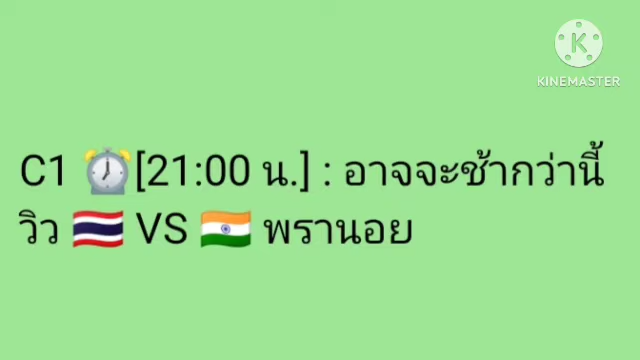 KINEMASTER
C1 ⏰[21:00 น.] : อาจจะช้ากว่านี้
วิว 🇹🇭 VS 🇮🇳 พรานอย